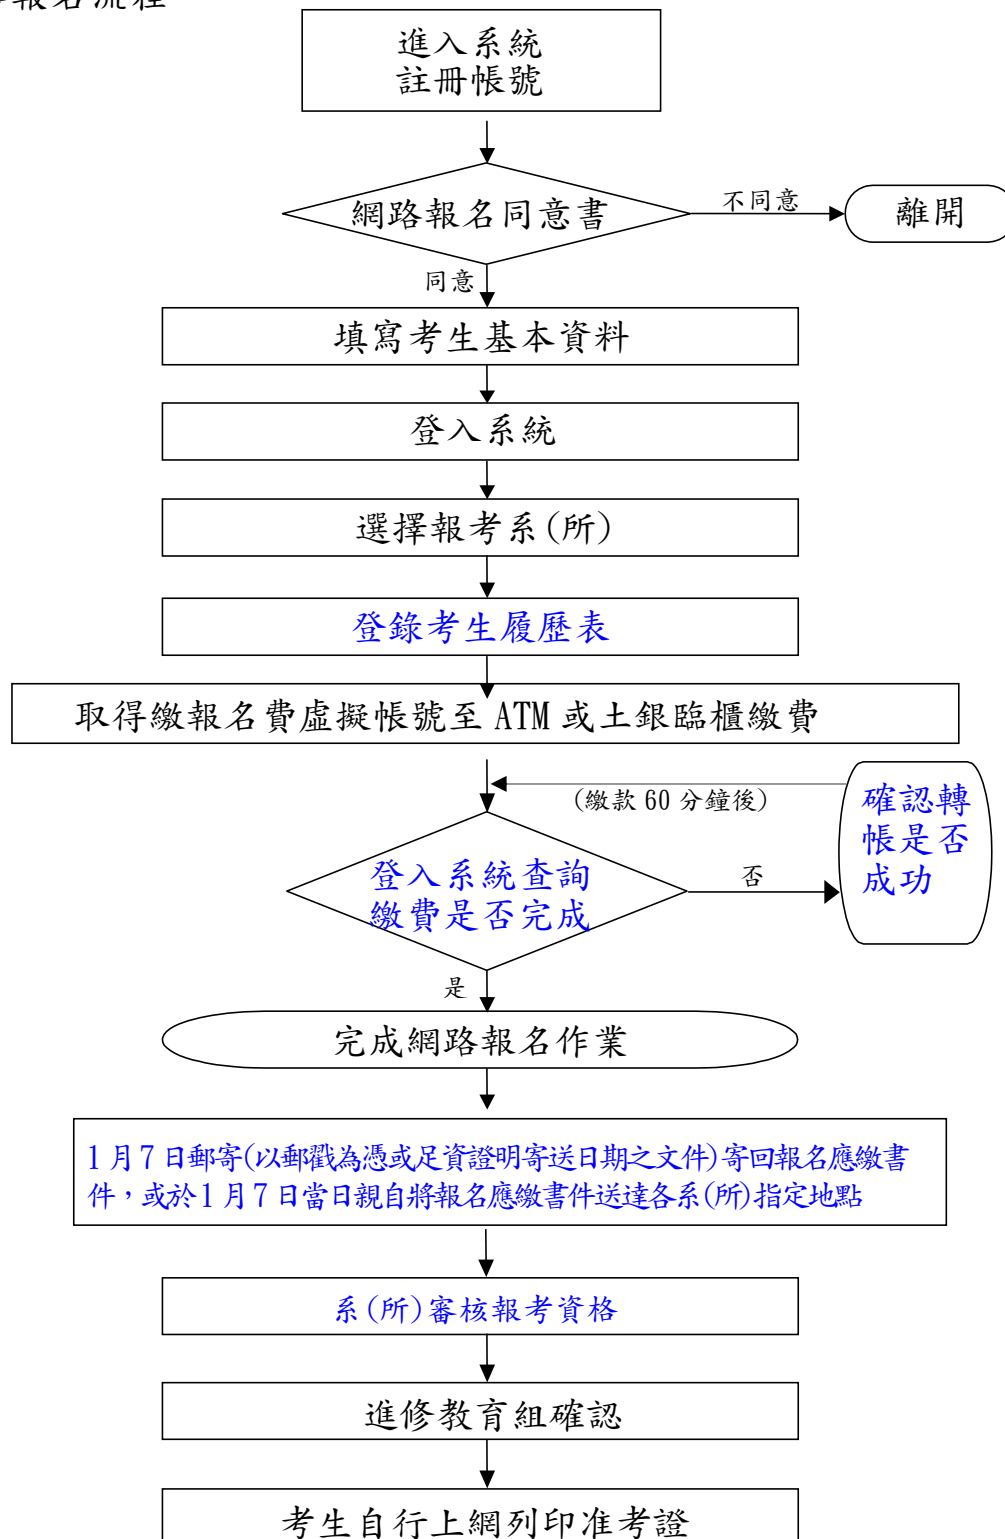 報名流程
進入系統
註冊帳號
網路報名同意書
不同意
離開
同意
填寫考生基本資料
登入系統
選擇報考系(所)
登錄考生履歷表
取得繳報名費虛擬帳號至 ATM 或土銀臨櫃繳費
(繳款 60 分鐘後)
確認轉
帳是否
成功
登入系統查詢
繳費是否完成
否
是
完成網路報名作業
1月7日郵寄(以郵戳為憑或足資證明寄送日期之文件)寄回報名應繳書
件，或於1月7日當日親自將報名應繳書件送達各系(所)指定地點
系(所)審核報考資格
進修教育組確認
考生自行上網列印准考證